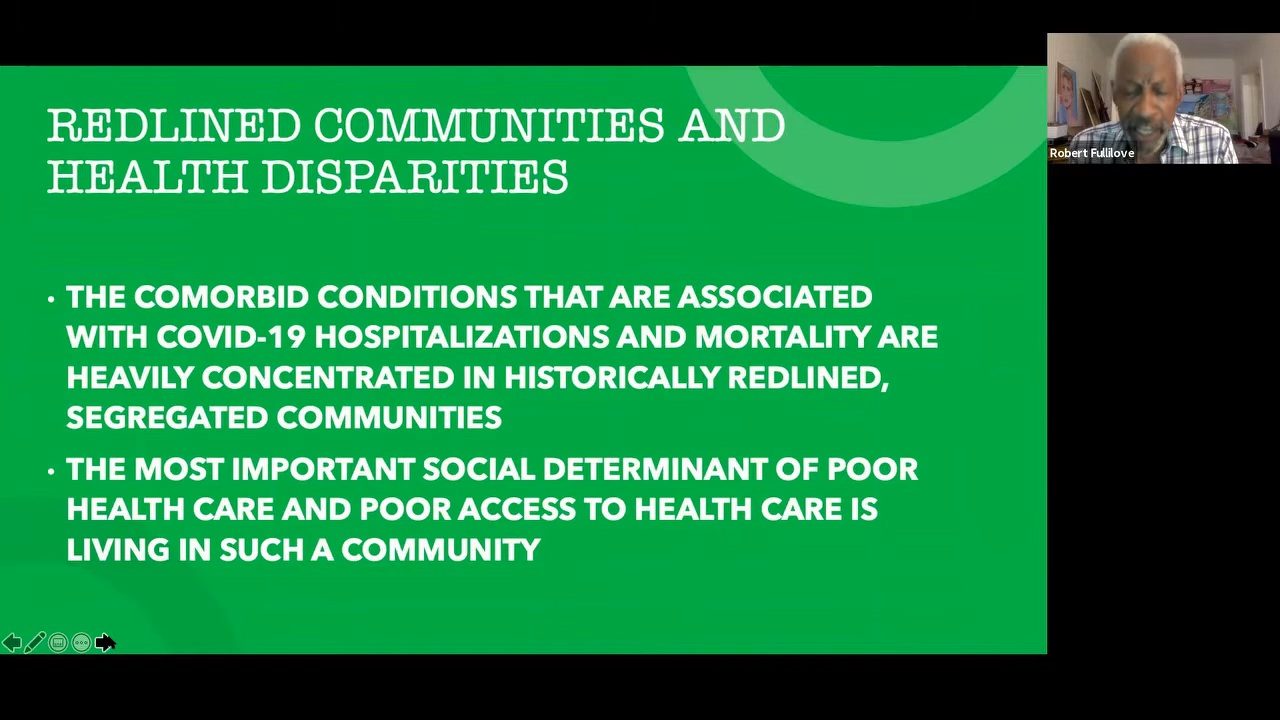 REDLINED COMMUNITIES AND
HEALTH DISPARITIES
• THE COMORBID CONDITIONS THAT ARE ASSOCIATED
WITH COVID-19 HOSPITALIZATIONS AND MORTALITY ARE
HEAVILY CONCENTRATED IN HISTORICALLY REDLINED,
SEGREGATED COMMUNITIES
• THE MOST IMPORTANT SOCIAL DETERMINANT OF POOR
HEALTH CARE AND POOR ACCESS TO HEALTH CARE IS
LIVING IN SUCH A COMMUNITY
Robert Fullilove